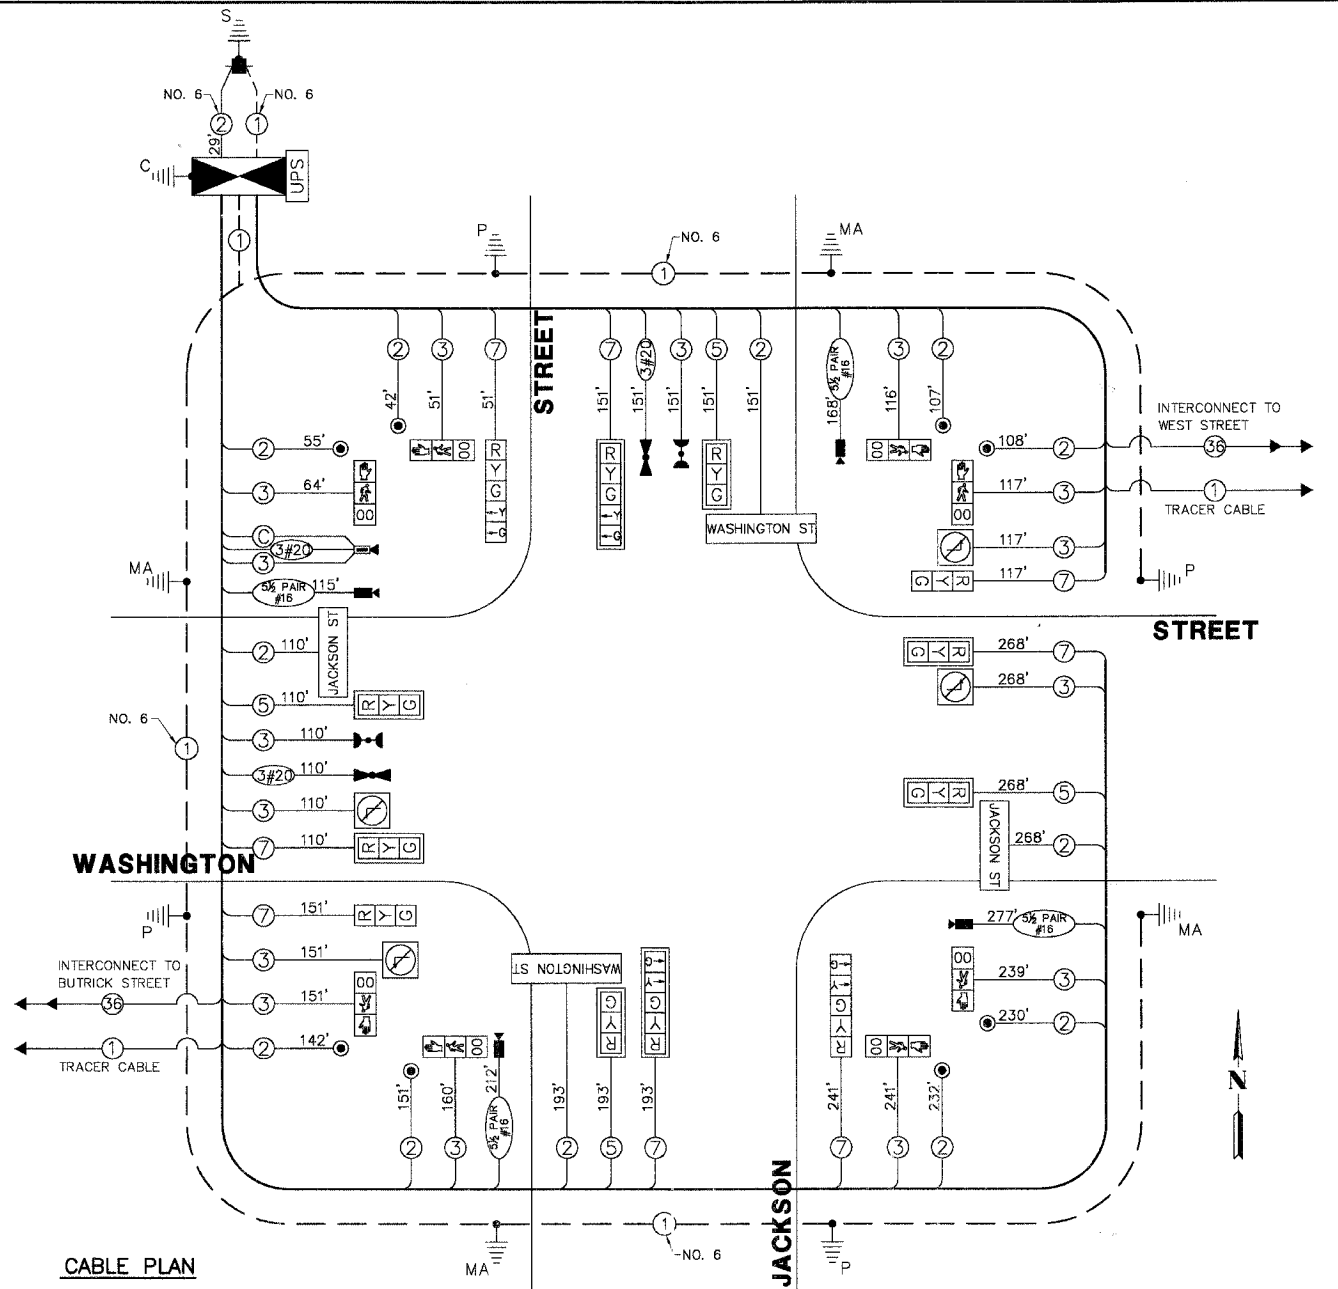 S
NO. 6
NO. 6
2
1
29'
C
UPS
1
P
NO. 6
1
MA
STREET
2
3
7
7
3#20
3
5
2
5½ PAIR
#16
3
2
42'
51'
51'
151'
151'
151'
151'
151'
168'
116'
107'
INTERCONNECT TO
WEST STREET
36
1
TRACER CABLE
2
55'
3
64'
00
C
3#20
3
MA
5½ PAIR
#16
115'
00
R
Y
G
Y
G
R
Y
G
Y
G
R
Y
G
WASHINGTON ST
00
108'
2
00
117'
3
117'
3
R Y G
117'
7
P
STREET
2
110'
JACKSON ST
5
110'
R Y G
NO. 6
1
3
110'
3#20
110'
3
110'
7
110'
R Y G
WASHINGTON
R Y G
268'
7
268'
3
R Y G
268'
5
JACKSON ST
268'
2
P
7
151'
R Y G
3
151'
INTERCONNECT TO
BUTRICK STREET
36
3
151'
00
1
TRACER CABLE
2
142'
277'
5½ PAIR
#16
MA
00
239'
3
230'
2
WASHINGTON ST
G
Y
R
G
Y
G
Y
R
G
Y
G
Y
R
00
00
151'
160'
212'
193'
193'
193'
241'
241'
232'
2
3
5½ PAIR
#16
2
5
7
7
3
2
N
JACKSON
MA
1
NO. 6
P
CABLE PLAN